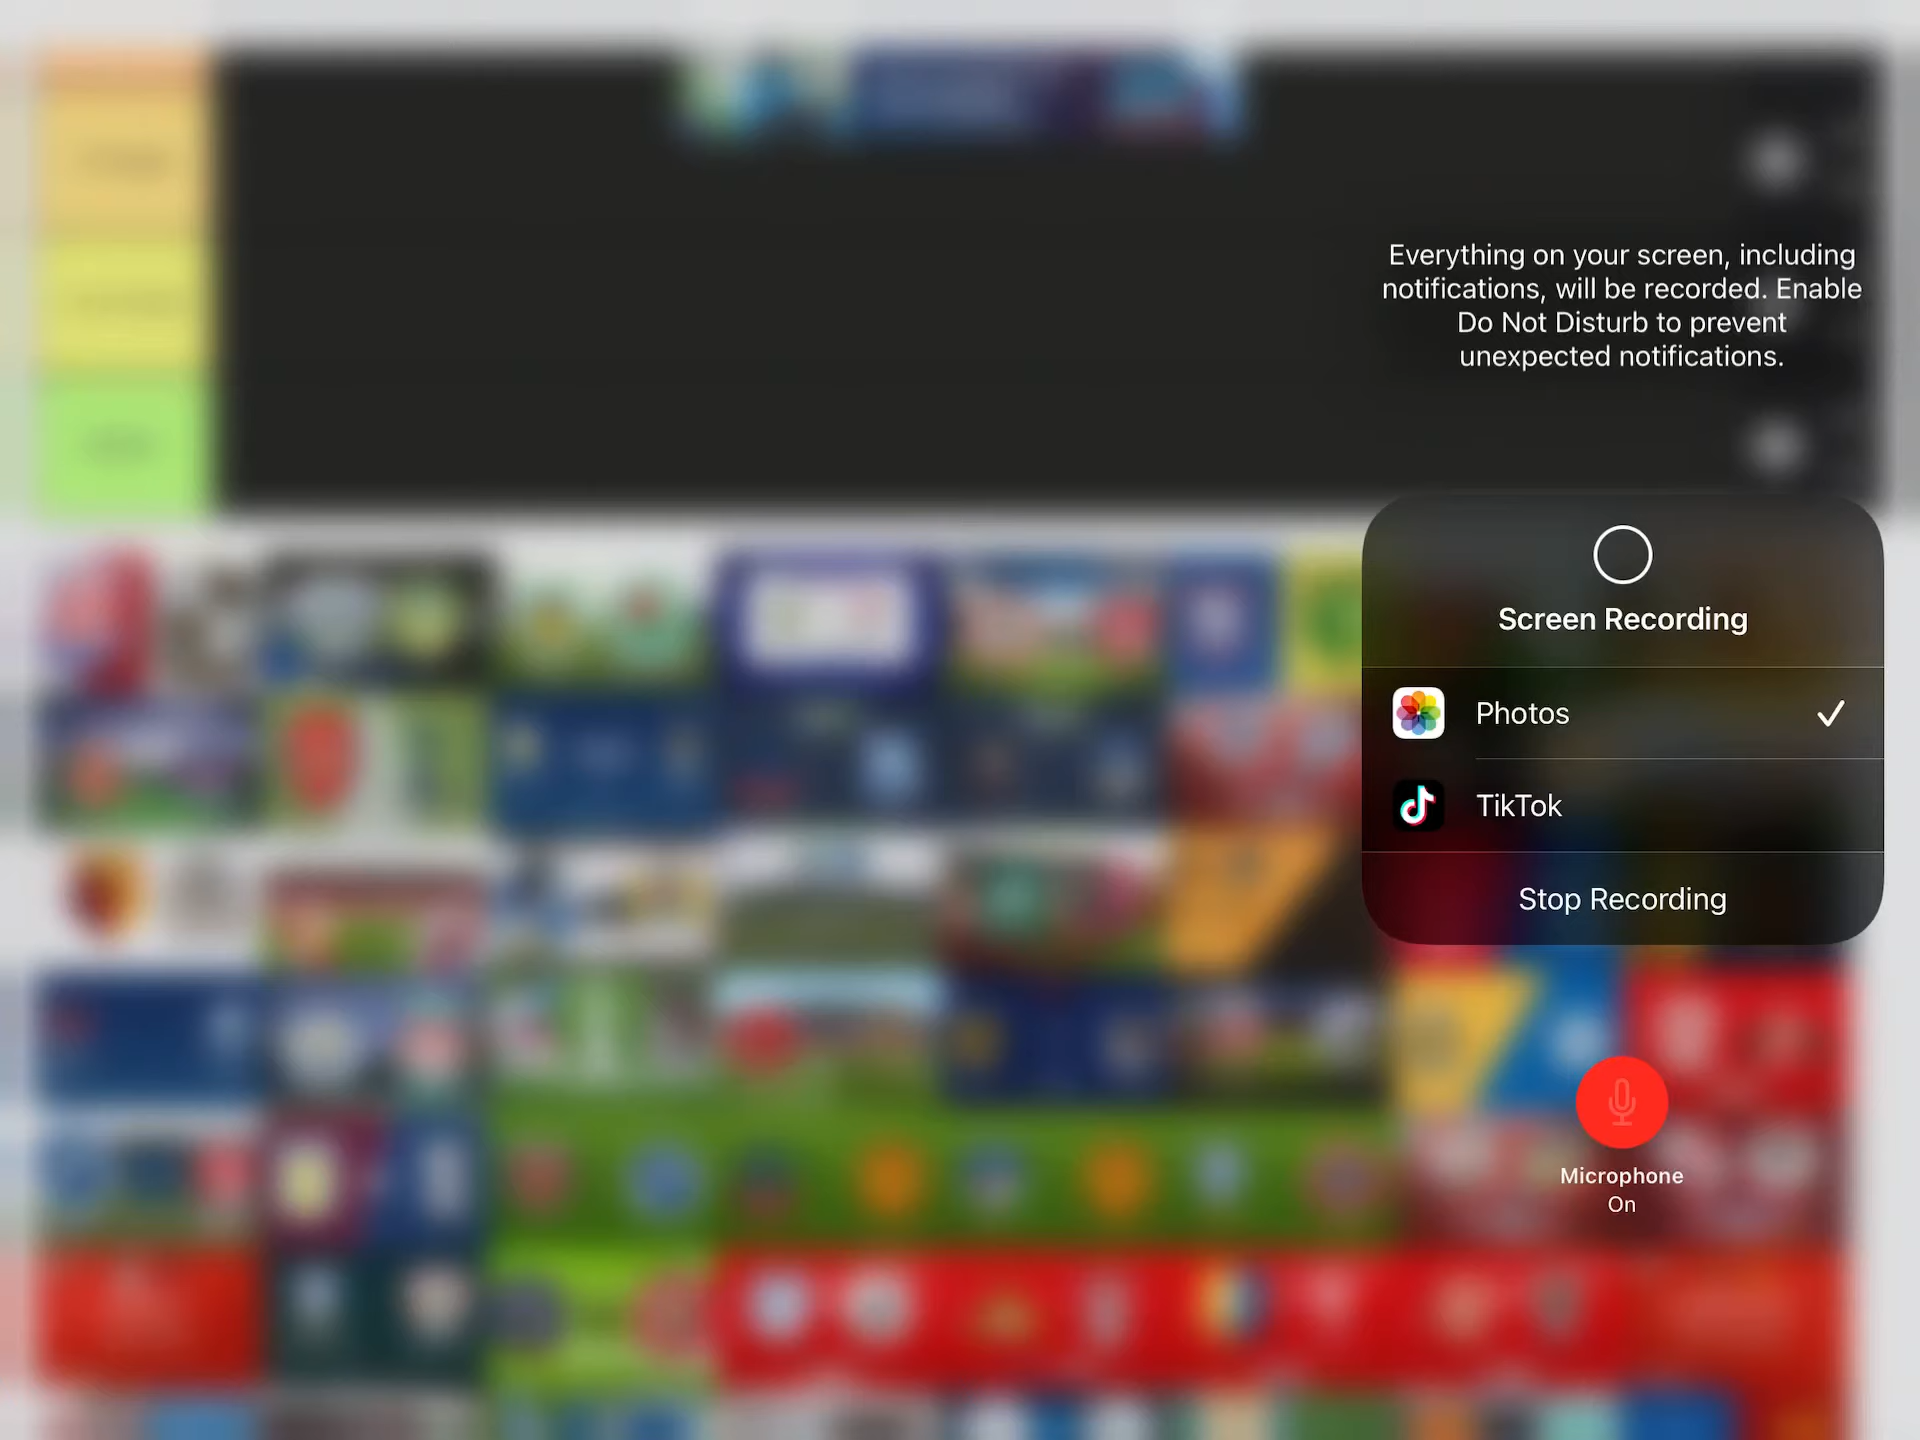 Everything on your screen, including
notifications, will be recorded. Enable
Do Not Disturb to prevent
unexpected notifications.
Screen Recording
Photos
TikTok
Stop Recording
Microphone
On